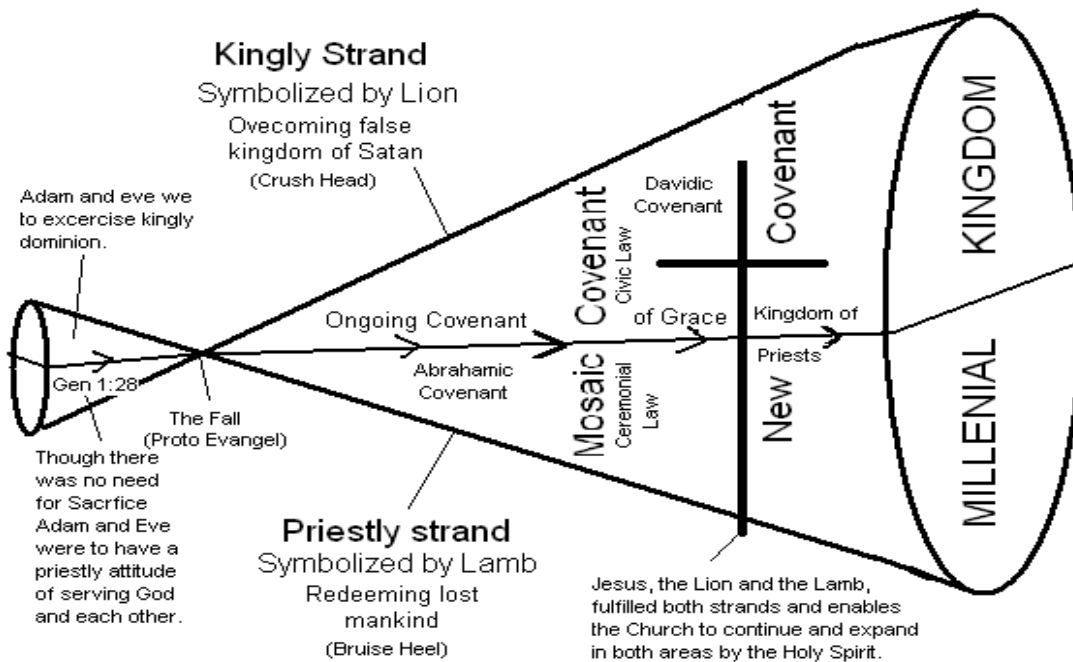 Kingly Strand
Symbolized by Lion
Ovecoming false
kingdom of Satan
(Crush Head)
Adam and eve we
to excercise kingly
dominion.
Gen 1:28
The Fall
(Proto Evangel)
Though there
was no need
for Sacrfice
Adam and Eve
were to have a
priestly attitude
of serving God
and each other.
Ongoing Covenant
of Grace
Abrahamic
Covenant
Mosaic Covenant
Civic Law
Ceremonial
Law
Davidic
Covenant
New Covenant
Kingdom of
Priests
MILLENIAL KINGDOM
Priestly strand
Symbolized by Lamb
Redeeming lost
mankind
(Bruise Heel)
Jesus, the Lion and the Lamb,
fulfilled both strands and enables
the Church to continue and expand
in both areas by the Holy Spirit.